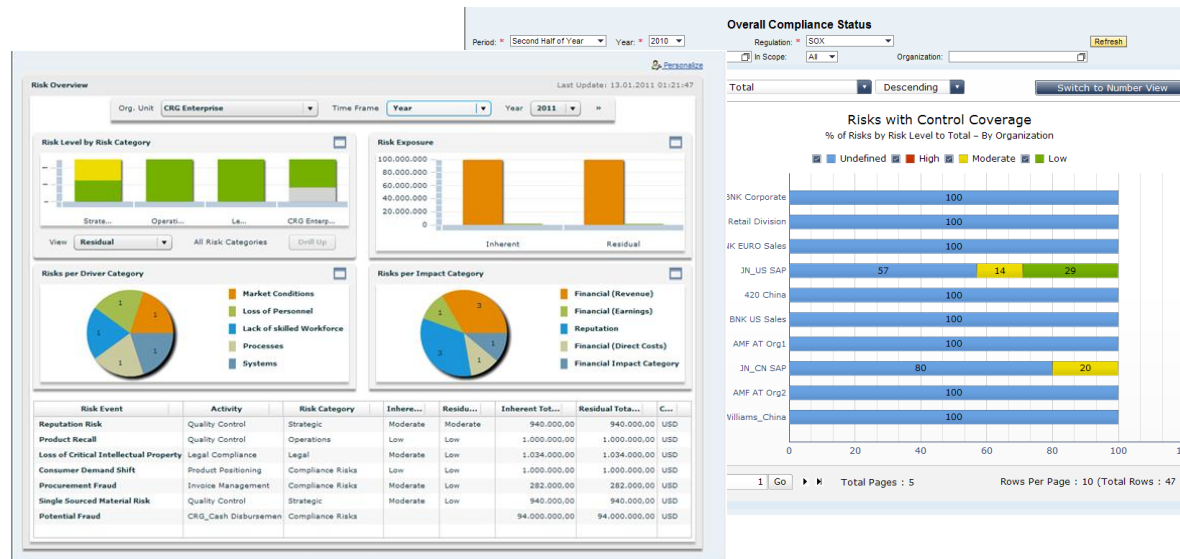 Overall Compliance Status
Period: * Second Half of Year Year: * 2010 Regulation: * SOX Refresh
In Scope: All Organization:
Total Descending Switch to Number View
Risks with Control Coverage
% of Risks by Risk Level to Total – By Organization
Undefined High Moderate Low
BNK Corporate 100
Retail Division 100
NK EURO Sales 100
JN_US SAP 57 14 29
420 China 100
BNK US Sales 100
AMF AT Org1 100
JN_CN SAP 80 20
AMF AT Org2 100
Williams_China 100
0 20 40 60 80 100
1 Go Total Pages : 5 Rows Per Page : 10 (Total Rows : 47
Personalize
Risk Overview Last Update: 13.01.2011 01:21:47
Org. Unit CRG Enterprise Time Frame Year Year 2011 »
Risk Level by Risk Category
Strate... Operati... Le... CRG Enterp...
View Residual All Risk Categories Drill Up
Risk Exposure
100.000.000
80.000.000
60.000.000
40.000.000
20.000.000
0
Inherent Residual
Risks per Driver Category
1 1 1 1 1
Market Conditions
Loss of Personnel
Lack of skilled Workforce
Processes
Systems
Risks per Impact Category
1 3 3 1 1
Financial (Revenue)
Financial (Earnings)
Reputation
Financial (Direct Costs)
Financial Impact Category
Risk Event Activity Risk Category Inhere... Residu... Inherent Tot... Residual Tota... C...
Reputation Risk Quality Control Strategic Moderate Moderate 940.000,00 940.000,00 USD
Product Recall Quality Control Operations Low Low 1.000.000,00 1.000.000,00 USD
Loss of Critical Intellectual Property Legal Compliance Legal Moderate Low 1.034.000,00 1.034.000,00 USD
Consumer Demand Shift Product Positioning Compliance Risks Low Low 1.000.000,00 1.000.000,00 USD
Procurement Fraud Invoice Management Compliance Risks Moderate Low 282.000,00 282.000,00 USD
Single Sourced Material Risk Quality Control Strategic Moderate Low 940.000,00 940.000,00 USD
Potential Fraud CRG_Cash Disbursemen Compliance Risks 94.000.000,00 94.000.000,00 USD